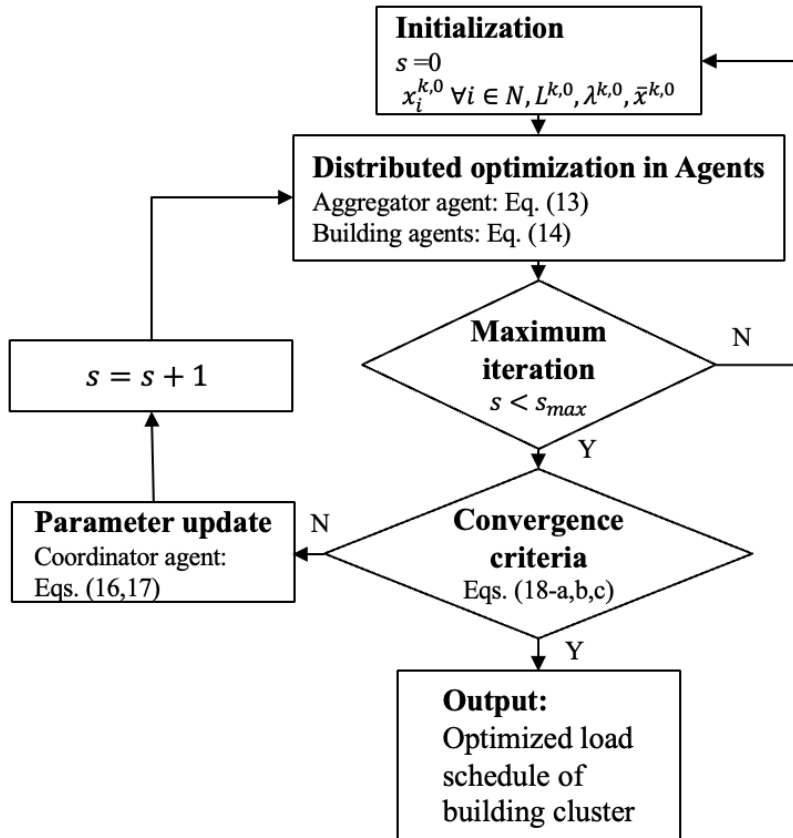 Initialization
s =0
x_i^{k,0} ∀i ∈ N, L^{k,0}, λ^{k,0}, x̄^{k,0}
Distributed optimization in Agents
Aggregator agent: Eq. (13)
Building agents: Eq. (14)
Maximum
iteration
s < s_{max}
N
Y
s = s + 1
Parameter update
Coordinator agent:
Eqs. (16,17)
N
Convergence
criteria
Eqs. (18-a,b,c)
Y
Output:
Optimized load
schedule of
building cluster